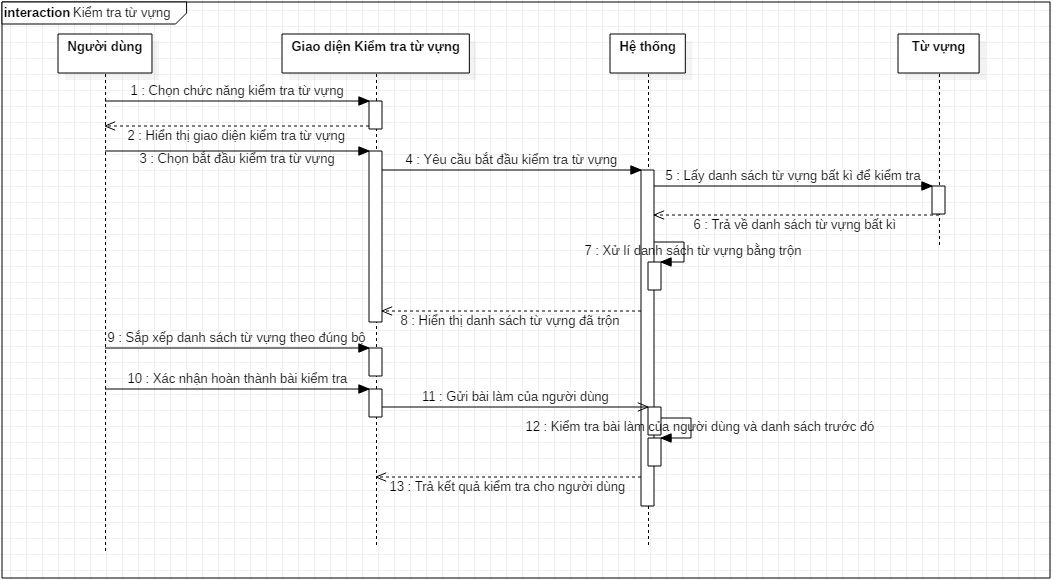 interaction Kiểm tra từ vựng
Người dùng
Giao diện Kiểm tra từ vựng
Hệ thống
Từ vựng
1 : Chọn chức năng kiểm tra từ vựng
2 : Hiển thị giao diện kiểm tra từ vựng
3 : Chọn bắt đầu kiểm tra từ vựng
4 : Yêu cầu bắt đầu kiểm tra từ vựng
5 : Lấy danh sách từ vựng bất kì để kiểm tra
6 : Trả về danh sách từ vựng bất kì
7 : Xử lí danh sách từ vựng bằng trộn
8 : Hiển thị danh sách từ vựng đã trộn
9 : Sắp xếp danh sách từ vựng theo đúng bộ
10 : Xác nhận hoàn thành bài kiểm tra
11 : Gửi bài làm của người dùng
12 : Kiểm tra bài làm của người dùng và danh sách trước đó
13 : Trả kết quả kiểm tra cho người dùng